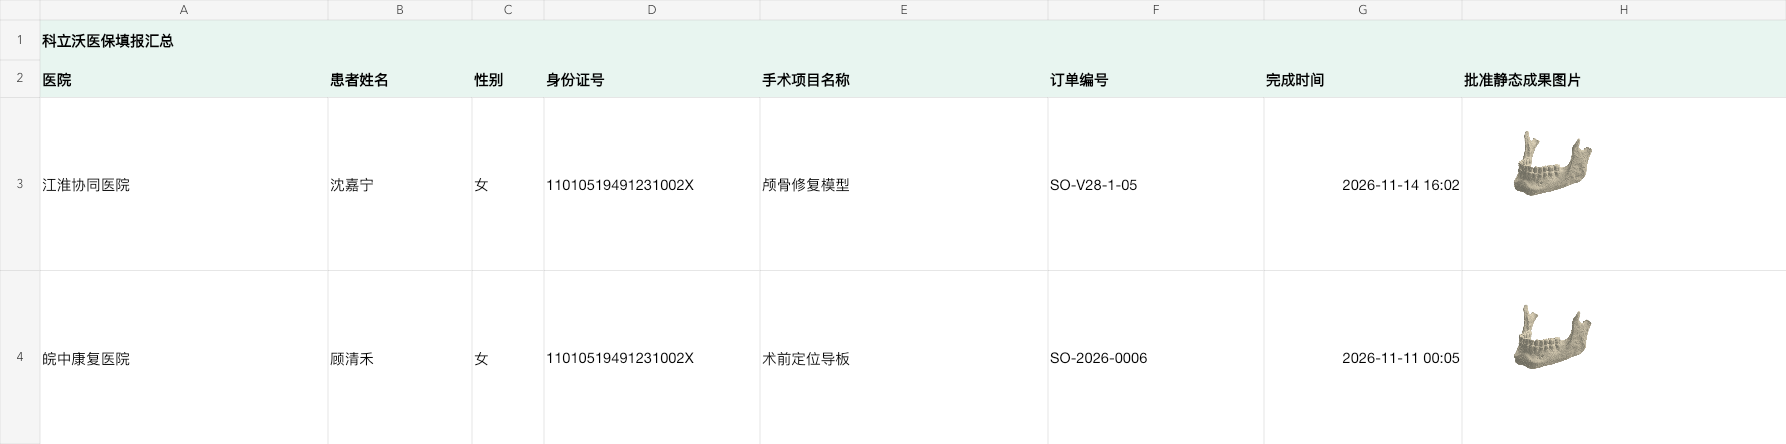 A B C D E F G H
1 科立沃医保填报汇总
2 医院 患者姓名 性别 身份证号 手术项目名称 订单编号 完成时间 批准静态成果图片
3 江淮协同医院 沈嘉宁 女 11010519491231002X 颅骨修复模型 SO-V28-1-05 2026-11-14 16:02
4 皖中康复医院 顾清禾 女 11010519491231002X 术前定位导板 SO-2026-0006 2026-11-11 00:05